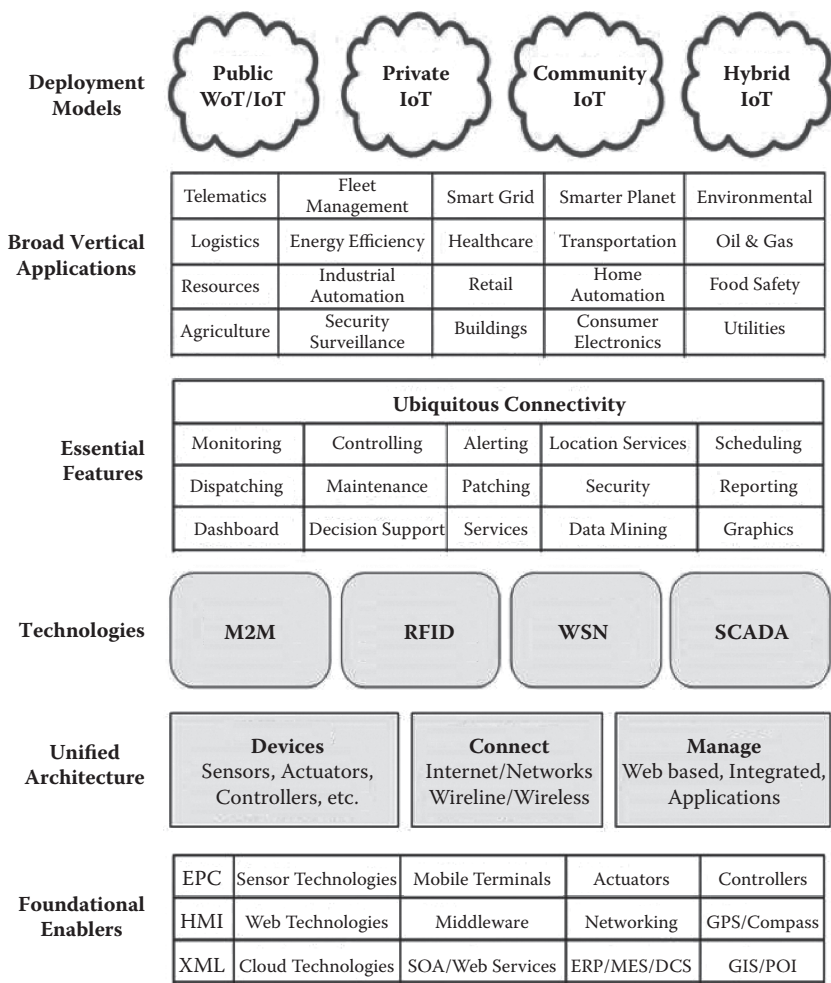 Deployment
Models
Public
WoT/IoT
Private
IoT
Community
IoT
Hybrid
IoT
Broad Vertical
Applications
Telematics
Fleet
Management
Smart Grid
Smarter Planet
Environmental
Logistics
Energy Efficiency
Healthcare
Transportation
Oil & Gas
Resources
Industrial
Automation
Retail
Home
Automation
Food Safety
Agriculture
Security
Surveillance
Buildings
Consumer
Electronics
Utilities
Essential
Features
Ubiquitous Connectivity
Monitoring
Controlling
Alerting
Location Services
Scheduling
Dispatching
Maintenance
Patching
Security
Reporting
Dashboard
Decision Support
Services
Data Mining
Graphics
Technologies
M2M
RFID
WSN
SCADA
Unified
Architecture
Devices
Sensors, Actuators,
Controllers, etc.
Connect
Internet/Networks
Wireline/Wireless
Manage
Web based, Integrated,
Applications
Foundational
Enablers
EPC
Sensor Technologies
Mobile Terminals
Actuators
Controllers
HMI
Web Technologies
Middleware
Networking
GPS/Compass
XML
Cloud Technologies
SOA/Web Services
ERP/MES/DCS
GIS/POI